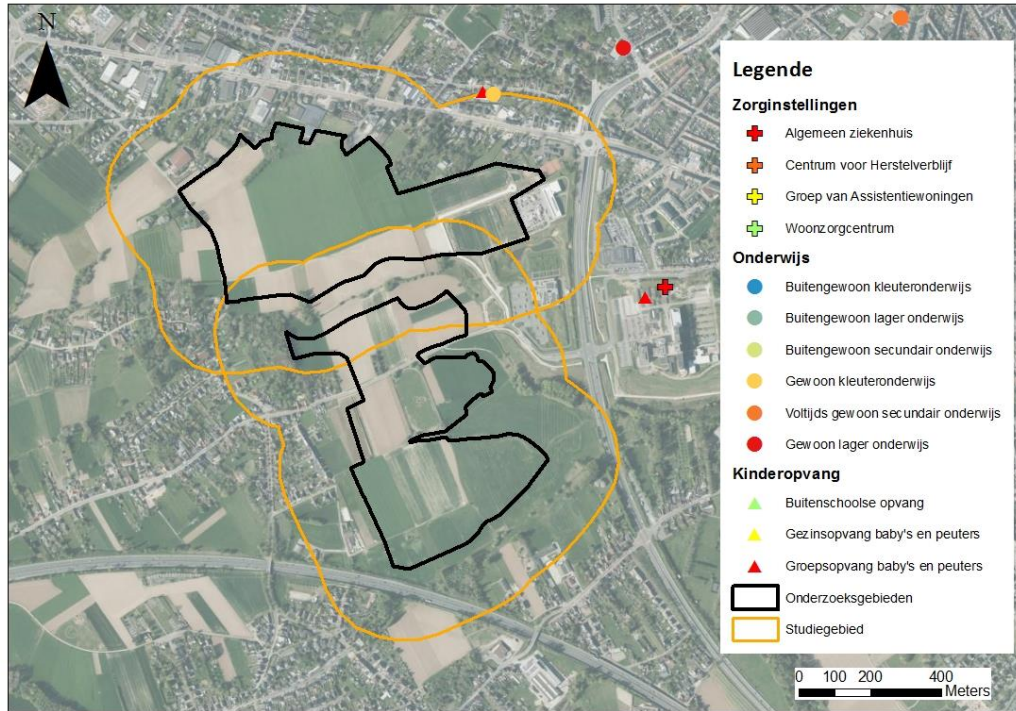 N
Legende
Zorginstellingen
Algemeen ziekenhuis
Centrum voor Herstelverblijf
Groep van Assistentiewoningen
Woonzorgcentrum
Onderwijs
Buitengewoon kleuteronderwijs
Buitengewoon lager onderwijs
Buitengewoon secundair onderwijs
Gewoon kleuteronderwijs
Voltijds gewoon secundair onderwijs
Gewoon lager onderwijs
Kinderopvang
Buitenschoolse opvang
Gezinsopvang baby's en peuters
Groepsopvang baby's en peuters
Onderzoeksgebieden
Studiegebied
0 100 200 400
Meters